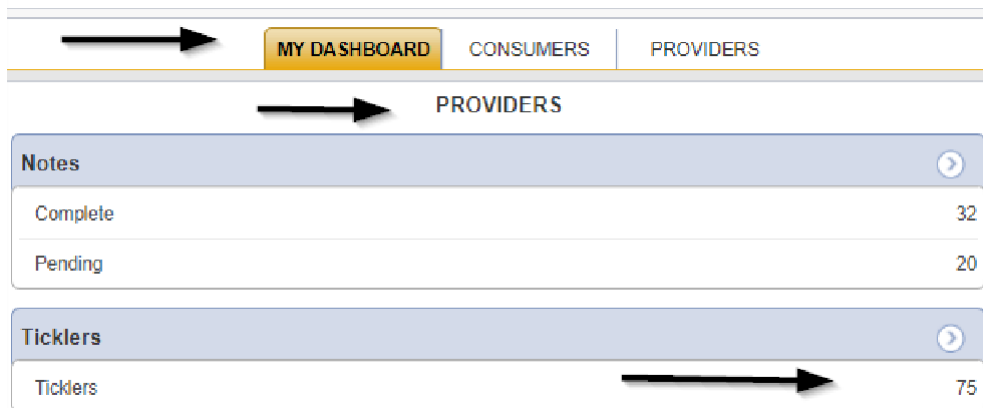 MY DASHBOARD CONSUMERS PROVIDERS
PROVIDERS
Notes
Complete 32
Pending 20
Ticklers
Ticklers 75